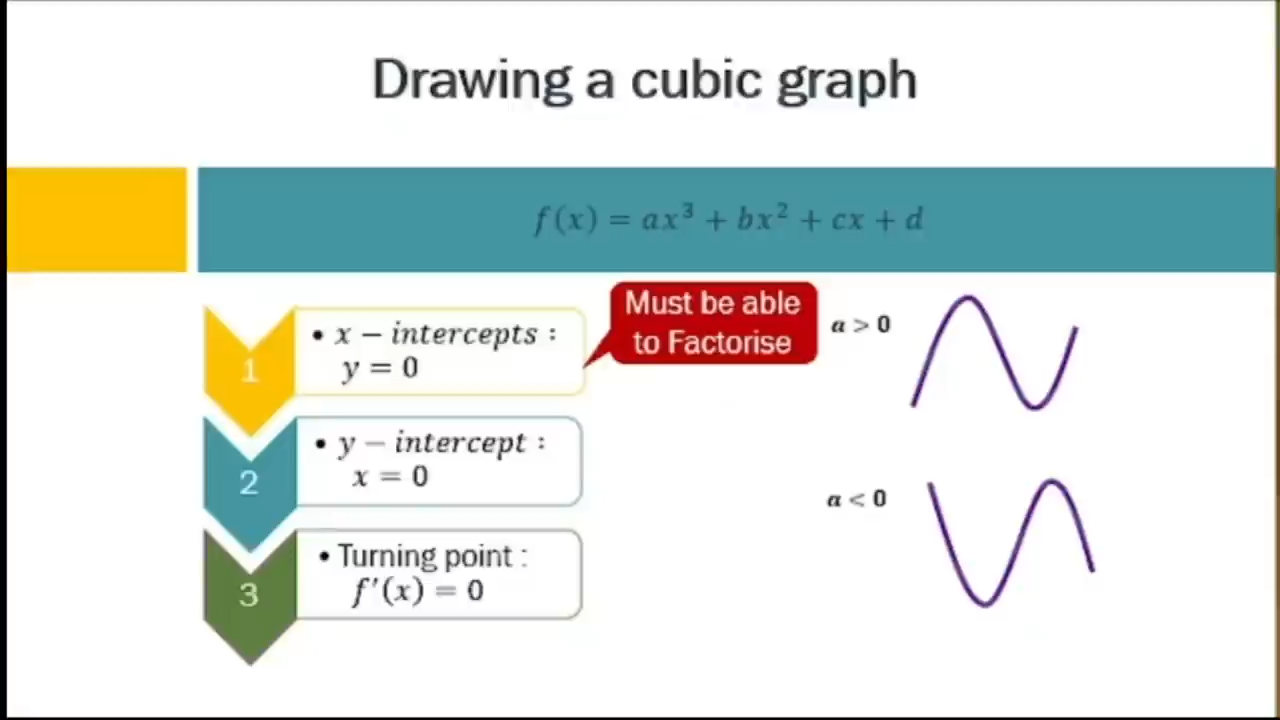 Drawing a cubic graph
f(x) = ax³ + bx² + cx + d
1
• x − intercepts :
y = 0
Must be able
to Factorise
a > 0
2
• y − intercept :
x = 0
a < 0
3
• Turning point :
f′(x) = 0